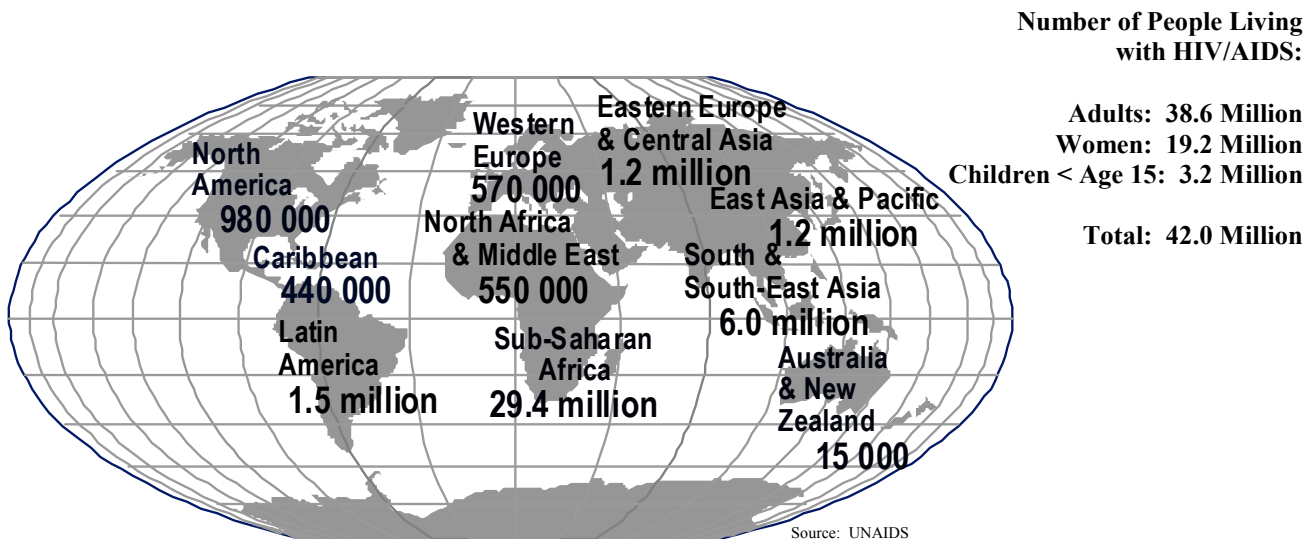 Number of People Living
with HIV/AIDS:
Adults: 38.6 Million
Women: 19.2 Million
Children < Age 15: 3.2 Million
Total: 42.0 Million
North
America
980 000
Caribbean
440 000
Latin
America
1.5 million
Western
Europe
570 000
North Africa
& Middle East
550 000
Sub-Saharan
Africa
29.4 million
Eastern Europe
& Central Asia
1.2 million
East Asia & Pacific
1.2 million
South &
South-East Asia
6.0 million
Australia
& New
Zealand
15 000
Source: UNAIDS